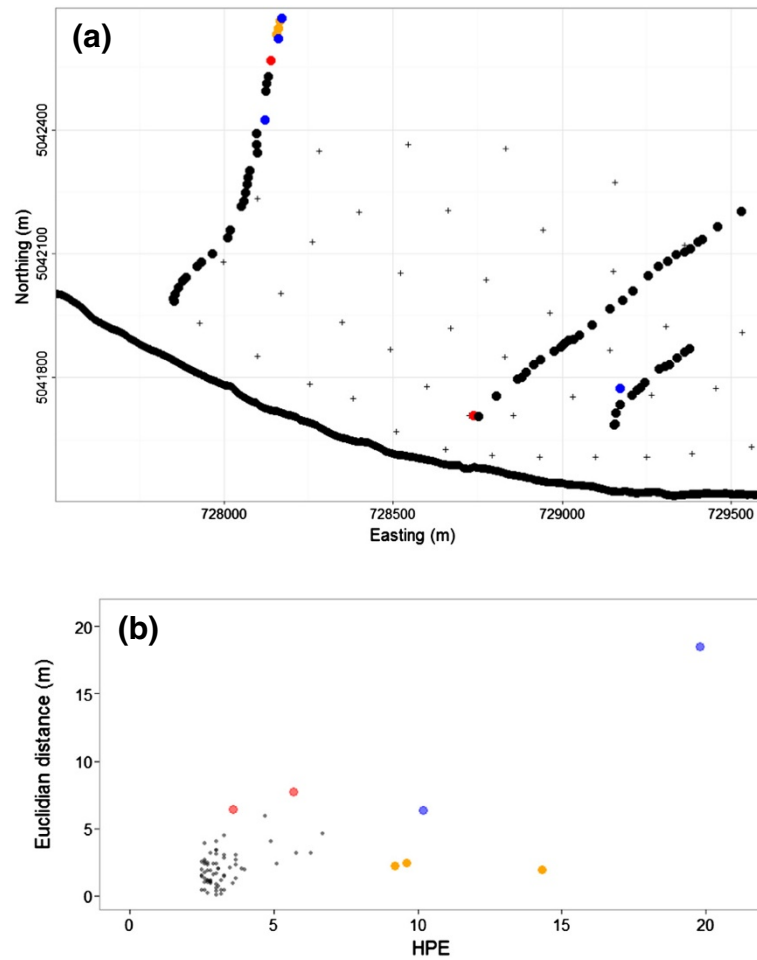 (a)
5042400
5042100
5041800
Northing (m)
728000 728500 729000 729500
Easting (m)
(b)
20
15
10
5
0
Euclidian distance (m)
0 5 10 15 20
HPE